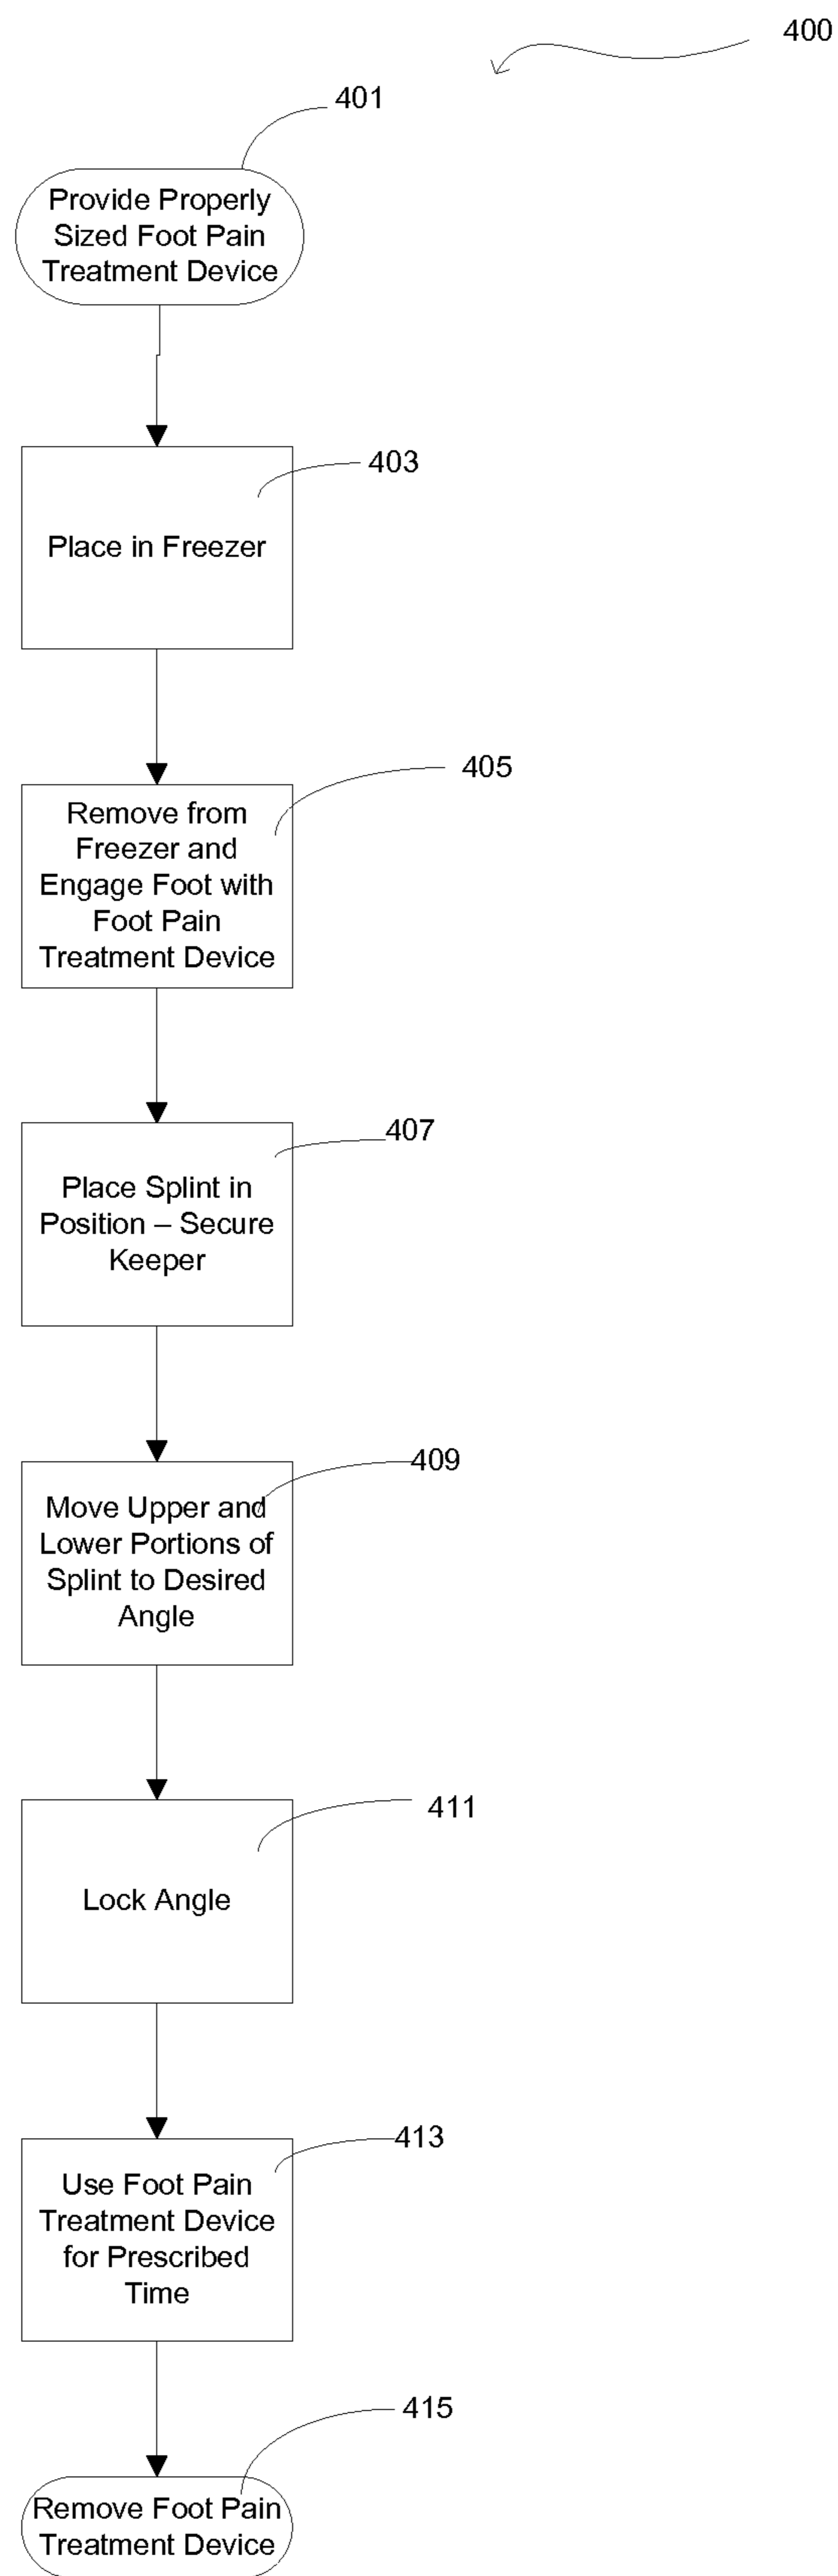 400
401
Provide Properly
Sized Foot Pain
Treatment Device
403
Place in Freezer
405
Remove from
Freezer and
Engage Foot with
Foot Pain
Treatment Device
407
Place Splint in
Position – Secure
Keeper
409
Move Upper and
Lower Portions of
Splint to Desired
Angle
411
Lock Angle
413
Use Foot Pain
Treatment Device
for Prescribed
Time
415
Remove Foot Pain
Treatment Device